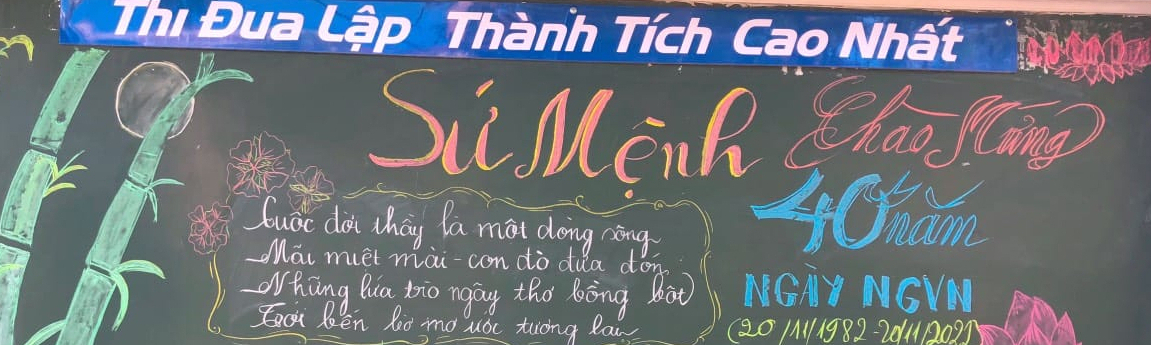 Thi Đua Lập Thành Tích Cao Nhất
Sứ Mệnh
Chào Mừng
40 năm
NGÀY NGVN
(20/11/1982-20/11/2022)
Cuộc đời thầy là một dòng sông
Mãi miệt mài - con đò đưa đón
Những lứa trò ngây thơ bồng bột
Tới bến bờ mơ ước tương lai